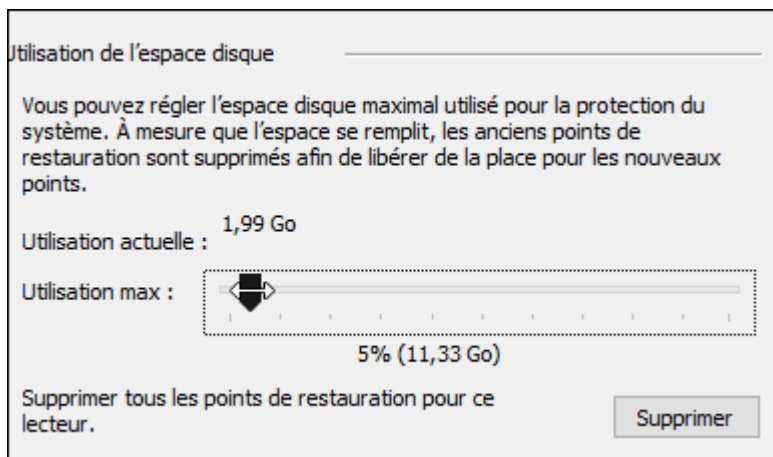 Utilisation de l'espace disque
Vous pouvez régler l'espace disque maximal utilisé pour la protection du
système. À mesure que l'espace se remplit, les anciens points de
restauration sont supprimés afin de libérer de la place pour les nouveaux
points.
1,99 Go
Utilisation actuelle :
Utilisation max :
5% (11,33 Go)
Supprimer tous les points de restauration pour ce
lecteur.
Supprimer